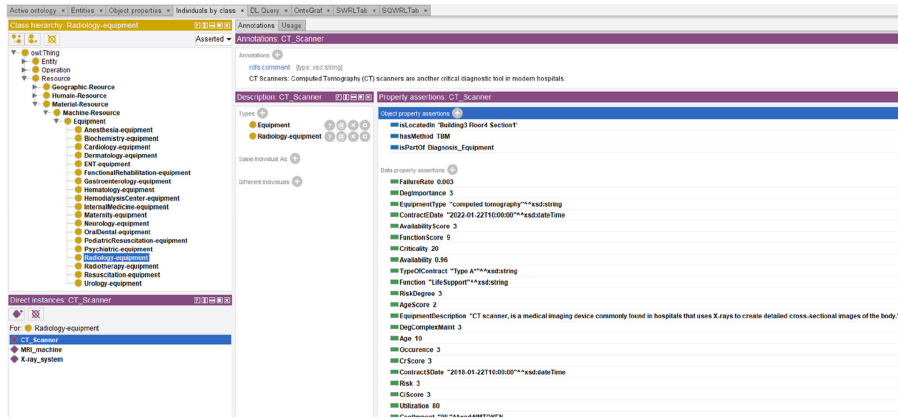 Active ontology × Entities × Object properties × Individuals by class × DL Query × OntoGraf × SWRLTab × SQWRLTab ×
Class hierarchy: Radiology-equipment
Asserted
owl:Thing
Entity
Operation
Resource
Geographic-Reource
Human-Resource
Material-Resource
Machine-Resource
Equipment
Anesthesia-equipment
Biochemistry-equipment
Cardiology-equipment
Dermatology-equipment
ENT-equipment
FunctionalRehabilitation-equipment
Gastroenterology-equipment
Hematology-equipment
HemodialysisCenter-equipment
InternalMedicine-equipment
Maternity-equipment
Neurology-equipment
OralDental-equipment
PediatricResuscitation-equipment
Psychiatric-equipment
Radiology-equipment
Radiotherapy-equipment
Resuscitation-equipment
Urology-equipment
Direct instances: CT_Scanner
For: Radiology-equipment
CT_Scanner
MRI_machine
X-ray_system
Annotations Usage
Annotations: CT_Scanner
Annotations
rdfs:comment [type: xsd:string]
CT Scanners: Computed Tomography (CT) scanners are another critical diagnostic tool in modern hospitals.
Description: CT_Scanner
Types
Equipment
Radiology-equipment
Same Individual As
Different Individuals
Property assertions: CT_Scanner
Object property assertions
isLocatedIn 'Building3 Floor4 Section1'
hasMethod TBM
isPartOf Diagnosis_Equipment
Data property assertions
FailureRate 0.003
DegImportance 3
EquipmentType "computed tomography"^^xsd:string
ContractEDate "2022-01-22T10:00:00"^^xsd:dateTime
AvailabilityScore 3
FunctionScore 9
Criticality 20
Availability 0.96
TypeOfContract "Type A"^^xsd:string
Function "LifeSupport"^^xsd:string
RiskDegree 3
AgeScore 2
EquipmentDescription "CT scanner, is a medical imaging device commonly found in hospitals that uses X-rays to create detailed cross-sectional images of the body."
DegComplexMaint 3
Age 10
Occurence 3
CrScore 3
ContractSDate "2018-01-22T10:00:00"^^xsd:dateTime
Risk 3
CiScore 3
Utilization 80